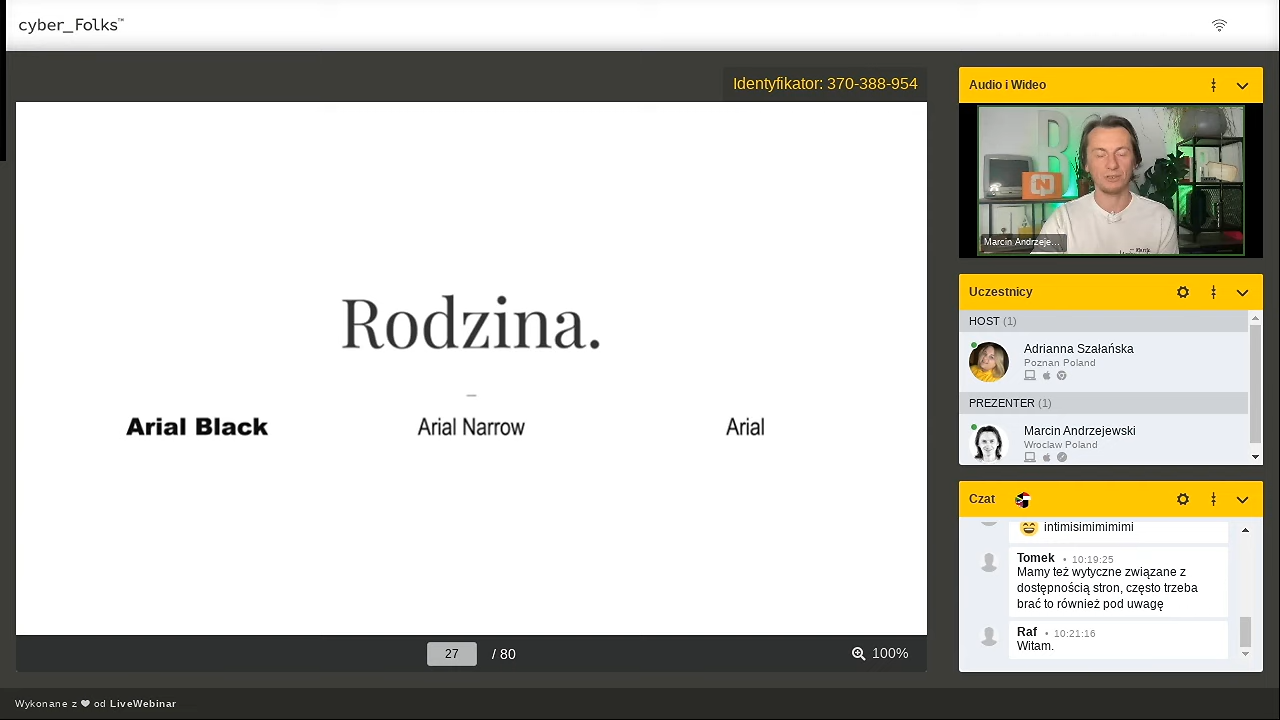 cyber_Folks™
Identyfikator: 370-388-954
Rodzina.
Arial Black
Arial Narrow
Arial
27 / 80
100%
Audio i Wideo
Marcin Andrzeje...
Uczestnicy
HOST (1)
Adrianna Szałańska
Poznan Poland
PREZENTER (1)
Marcin Andrzejewski
Wroclaw Poland
Czat
intimisimimimimi
Tomek • 10:19:25
Mamy też wytyczne związane z
dostępnością stron, często trzeba
brać to również pod uwagę
Raf • 10:21:16
Witam.
Wykonane z ❤ od LiveWebinar